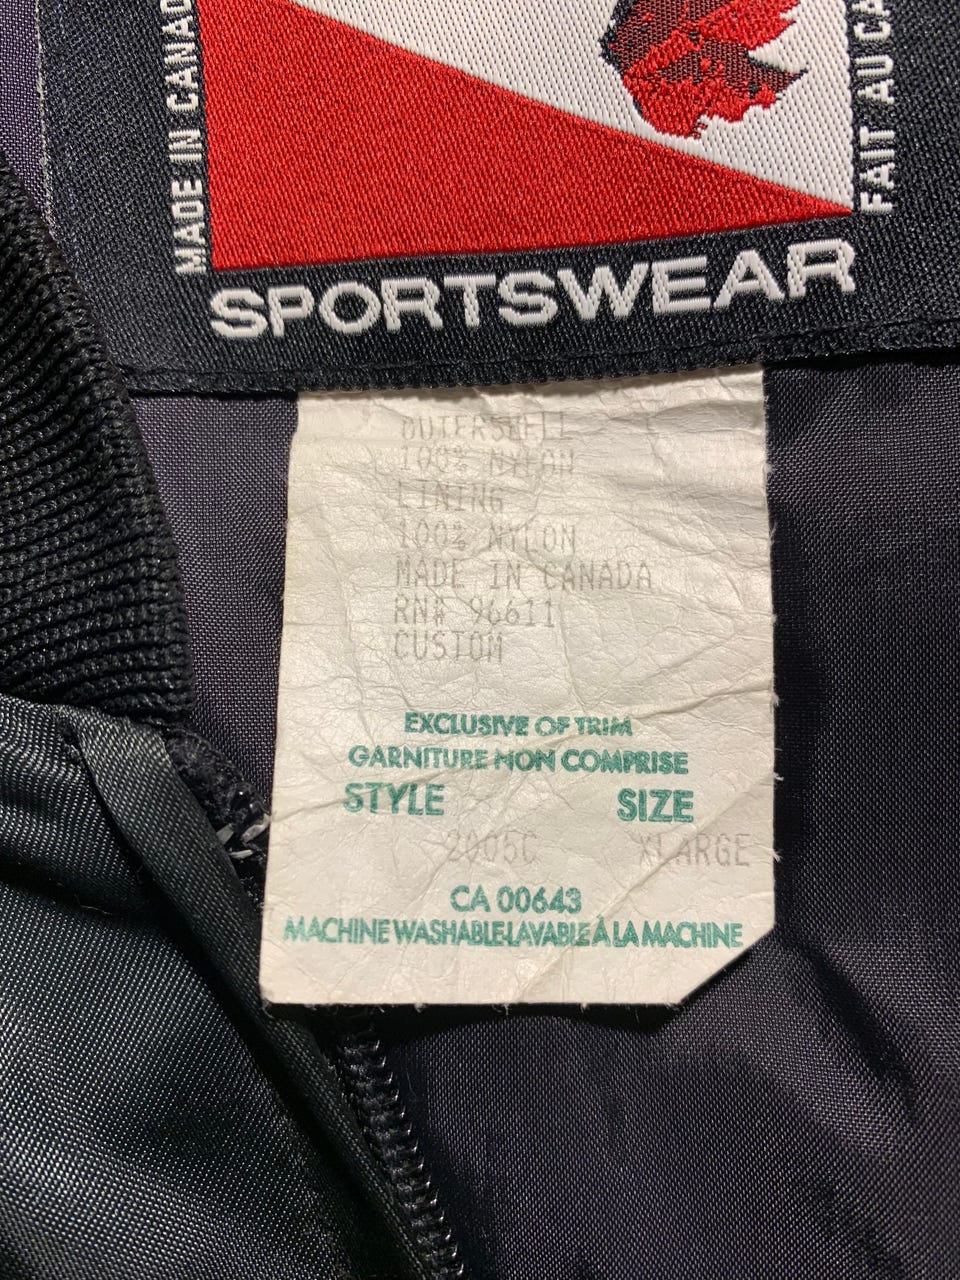 MADE IN CANAD
FAIT AU CA
SPORTSWEAR
OUTERSHELL
100% NYLON
LINING
100% NYLON
MADE IN CANADA
RN# 96611
CUSTOM
EXCLUSIVE OF TRIM
GARNITURE NON COMPRISE
STYLE SIZE
2005C XLARGE
CA 00643
MACHINE WASHABLE-LAVABLE À LA MACHINE